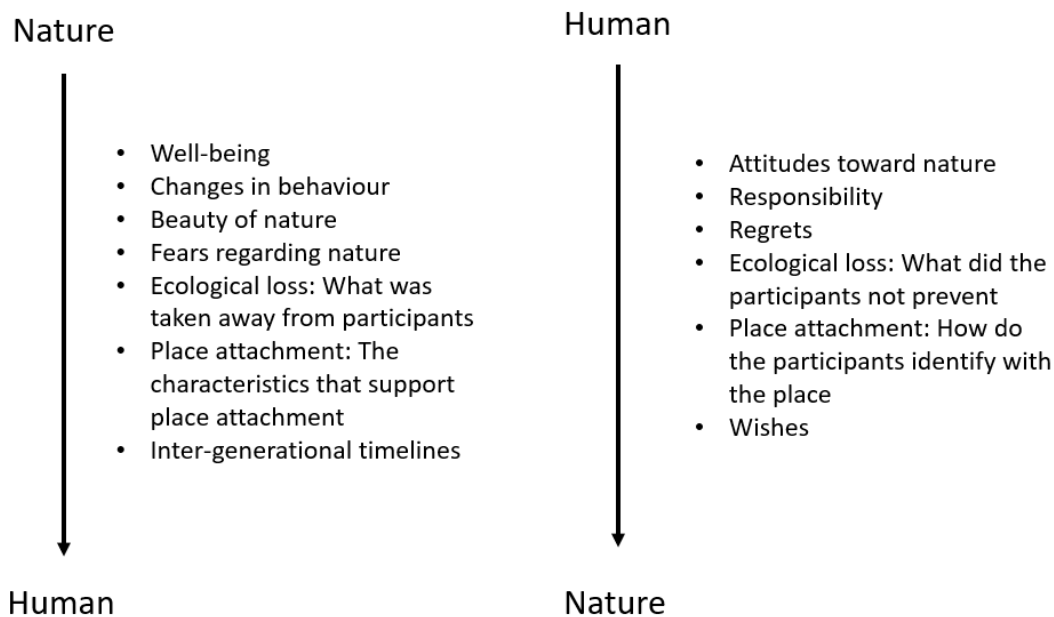 Nature
• Well-being
• Changes in behaviour
• Beauty of nature
• Fears regarding nature
• Ecological loss: What was
taken away from participants
• Place attachment: The
characteristics that support
place attachment
• Inter-generational timelines
Human
Human
• Attitudes toward nature
• Responsibility
• Regrets
• Ecological loss: What did the
participants not prevent
• Place attachment: How do
the participants identify with
the place
• Wishes
Nature